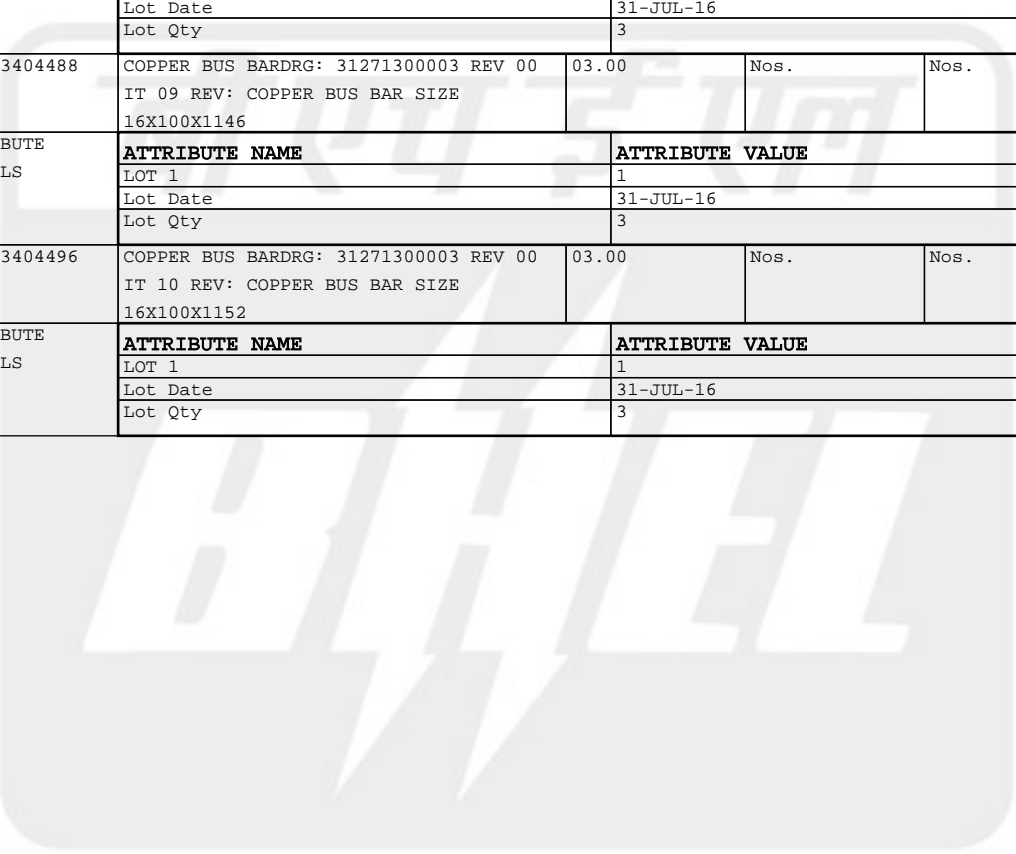 Lot Date 31-JUL-16
Lot Qty 3
3404488 COPPER BUS BARDRG: 31271300003 REV 00 03.00 Nos. Nos.
IT 09 REV: COPPER BUS BAR SIZE
16X100X1146
BUTE ATTRIBUTE NAME ATTRIBUTE VALUE
LS LOT 1 1
Lot Date 31-JUL-16
Lot Qty 3
3404496 COPPER BUS BARDRG: 31271300003 REV 00 03.00 Nos. Nos.
IT 10 REV: COPPER BUS BAR SIZE
16X100X1152
BUTE ATTRIBUTE NAME ATTRIBUTE VALUE
LS LOT 1 1
Lot Date 31-JUL-16
Lot Qty 3
बी एच ई एल
BHEL